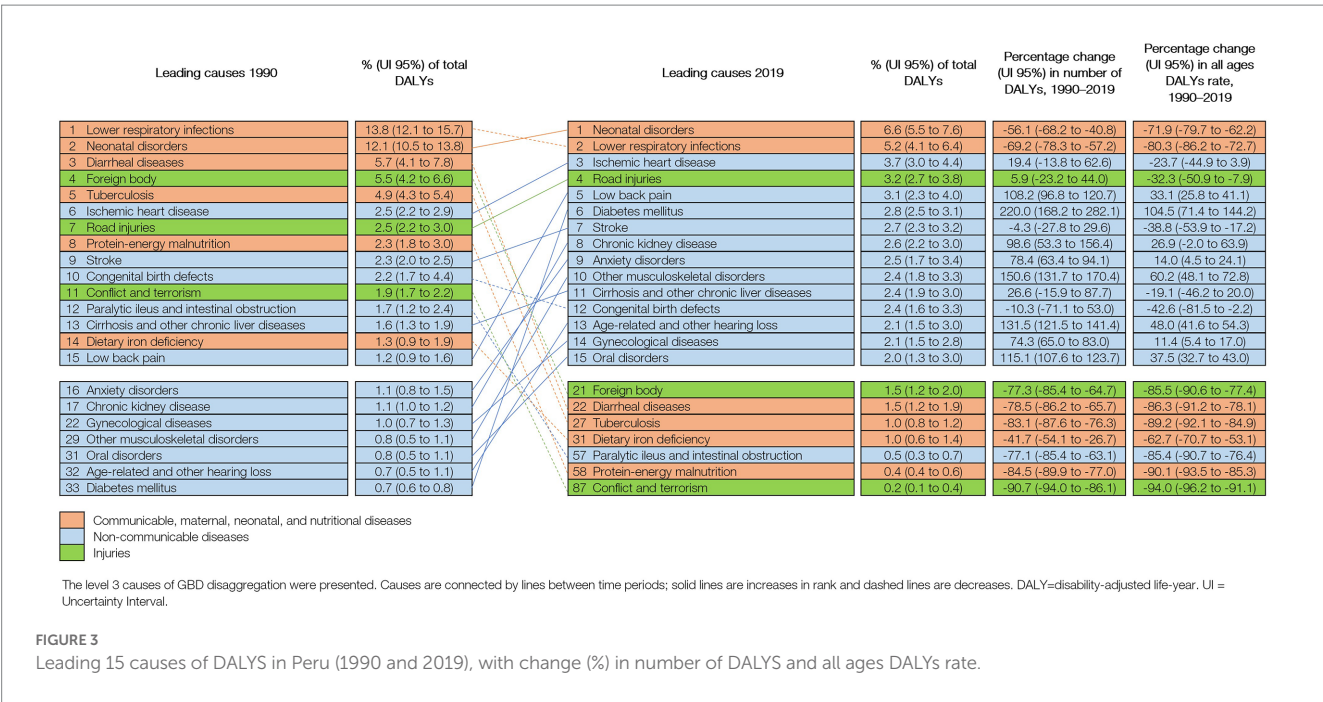 Leading causes 1990
% (UI 95%) of total
DALYs
Leading causes 2019
% (UI 95%) of total
DALYs
Percentage change
(UI 95%) in number of
DALYs, 1990–2019
Percentage change
(UI 95%) in all ages
DALYs rate,
1990–2019
1 Lower respiratory infections 13.8 (12.1 to 15.7) 1 Neonatal disorders 6.6 (5.5 to 7.6) -56.1 (-68.2 to -40.8) -71.9 (-79.7 to -62.2)
2 Neonatal disorders 12.1 (10.5 to 13.8) 2 Lower respiratory infections 5.2 (4.1 to 6.4) -69.2 (-78.3 to -57.2) -80.3 (-86.2 to -72.7)
3 Diarrheal diseases 5.7 (4.1 to 7.8) 3 Ischemic heart disease 3.7 (3.0 to 4.4) 19.4 (-13.8 to 62.6) -23.7 (-44.9 to 3.9)
4 Foreign body 5.5 (4.2 to 6.6) 4 Road injuries 3.2 (2.7 to 3.8) 5.9 (-23.2 to 44.0) -32.3 (-50.9 to -7.9)
5 Tuberculosis 4.9 (4.3 to 5.4) 5 Low back pain 3.1 (2.3 to 4.0) 108.2 (96.8 to 120.7) 33.1 (25.8 to 41.1)
6 Ischemic heart disease 2.5 (2.2 to 2.9) 6 Diabetes mellitus 2.8 (2.5 to 3.1) 220.0 (168.2 to 282.1) 104.5 (71.4 to 144.2)
7 Road injuries 2.5 (2.2 to 3.0) 7 Stroke 2.7 (2.3 to 3.2) -4.3 (-27.8 to 29.6) -38.8 (-53.9 to -17.2)
8 Protein-energy malnutrition 2.3 (1.8 to 3.0) 8 Chronic kidney disease 2.6 (2.2 to 3.0) 98.6 (53.3 to 156.4) 26.9 (-2.0 to 63.9)
9 Stroke 2.3 (2.0 to 2.5) 9 Anxiety disorders 2.5 (1.7 to 3.4) 78.4 (63.4 to 94.1) 14.0 (4.5 to 24.1)
10 Congenital birth defects 2.2 (1.7 to 4.4) 10 Other musculoskeletal disorders 2.4 (1.8 to 3.3) 150.6 (131.7 to 170.4) 60.2 (48.1 to 72.8)
11 Conflict and terrorism 1.9 (1.7 to 2.2) 11 Cirrhosis and other chronic liver diseases 2.4 (1.9 to 3.0) 26.6 (-15.9 to 87.7) -19.1 (-46.2 to 20.0)
12 Paralytic ileus and intestinal obstruction 1.7 (1.2 to 2.4) 12 Congenital birth defects 2.4 (1.6 to 3.3) -10.3 (-71.1 to 53.0) -42.6 (-81.5 to -2.2)
13 Cirrhosis and other chronic liver diseases 1.6 (1.3 to 1.9) 13 Age-related and other hearing loss 2.1 (1.5 to 3.0) 131.5 (121.5 to 141.4) 48.0 (41.6 to 54.3)
14 Dietary iron deficiency 1.3 (0.9 to 1.9) 14 Gynecological diseases 2.1 (1.5 to 2.8) 74.3 (65.0 to 83.0) 11.4 (5.4 to 17.0)
15 Low back pain 1.2 (0.9 to 1.6) 15 Oral disorders 2.0 (1.3 to 3.0) 115.1 (107.6 to 123.7) 37.5 (32.7 to 43.0)
16 Anxiety disorders 1.1 (0.8 to 1.5) 21 Foreign body 1.5 (1.2 to 2.0) -77.3 (-85.4 to -64.7) -85.5 (-90.6 to -77.4)
17 Chronic kidney disease 1.1 (1.0 to 1.2) 22 Diarrheal diseases 1.5 (1.2 to 1.9) -78.5 (-86.2 to -65.7) -86.3 (-91.2 to -78.1)
22 Gynecological diseases 1.0 (0.7 to 1.3) 27 Tuberculosis 1.0 (0.8 to 1.2) -83.1 (-87.6 to -76.3) -89.2 (-92.1 to -84.9)
29 Other musculoskeletal disorders 0.8 (0.5 to 1.1) 31 Dietary iron deficiency 1.0 (0.6 to 1.4) -41.7 (-54.1 to -26.7) -62.7 (-70.7 to -53.1)
31 Oral disorders 0.8 (0.5 to 1.1) 57 Paralytic ileus and intestinal obstruction 0.5 (0.3 to 0.7) -77.1 (-85.4 to -63.1) -85.4 (-90.7 to -76.4)
32 Age-related and other hearing loss 0.7 (0.5 to 1.1) 58 Protein-energy malnutrition 0.4 (0.4 to 0.6) -84.5 (-89.9 to -77.0) -90.1 (-93.5 to -85.3)
33 Diabetes mellitus 0.7 (0.6 to 0.8) 87 Conflict and terrorism 0.2 (0.1 to 0.4) -90.7 (-94.0 to -86.1) -94.0 (-96.2 to -91.1)
Communicable, maternal, neonatal, and nutritional diseases
Non-communicable diseases
Injuries
The level 3 causes of GBD disaggregation were presented. Causes are connected by lines between time periods; solid lines are increases in rank and dashed lines are decreases. DALY=disability-adjusted life-year. UI =
Uncertainty Interval.
FIGURE 3
Leading 15 causes of DALYS in Peru (1990 and 2019), with change (%) in number of DALYS and all ages DALYs rate.